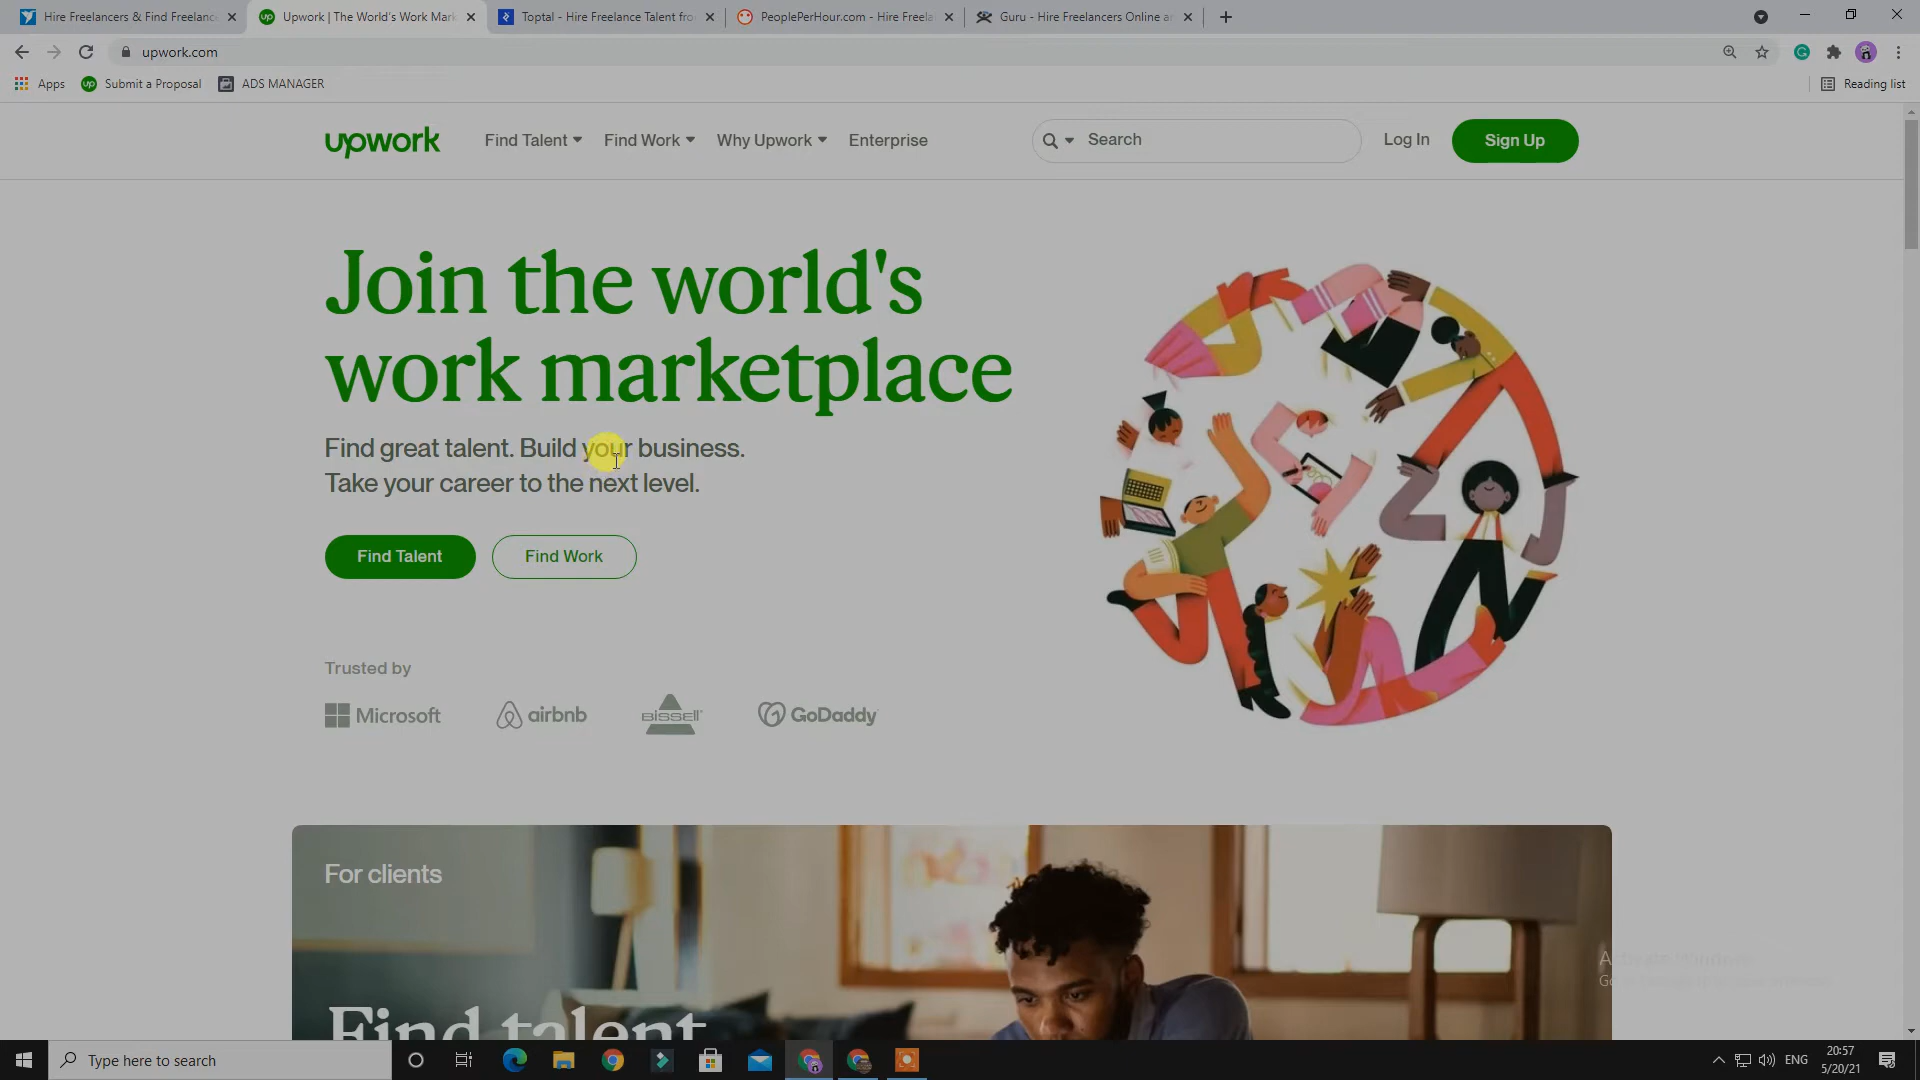 Hire Freelancers & Find Freelanc
Upwork | The World's Work Mark
Toptal - Hire Freelance Talent fro
PeoplePerHour.com - Hire Freela
Guru - Hire Freelancers Online a
upwork.com
Apps
up
Submit a Proposal
ADS MANAGER
Reading list
upwork
Find Talent
Find Work
Why Upwork
Enterprise
Search
Log In
Sign Up
Join the world's
work marketplace
Find great talent. Build your business.
Take your career to the next level.
Find Talent
Find Work
Trusted by
Microsoft
airbnb
BISSELL
GoDaddy
For clients
Find talent
Activate Windows
Type here to search
ENG
20:57
5/20/21